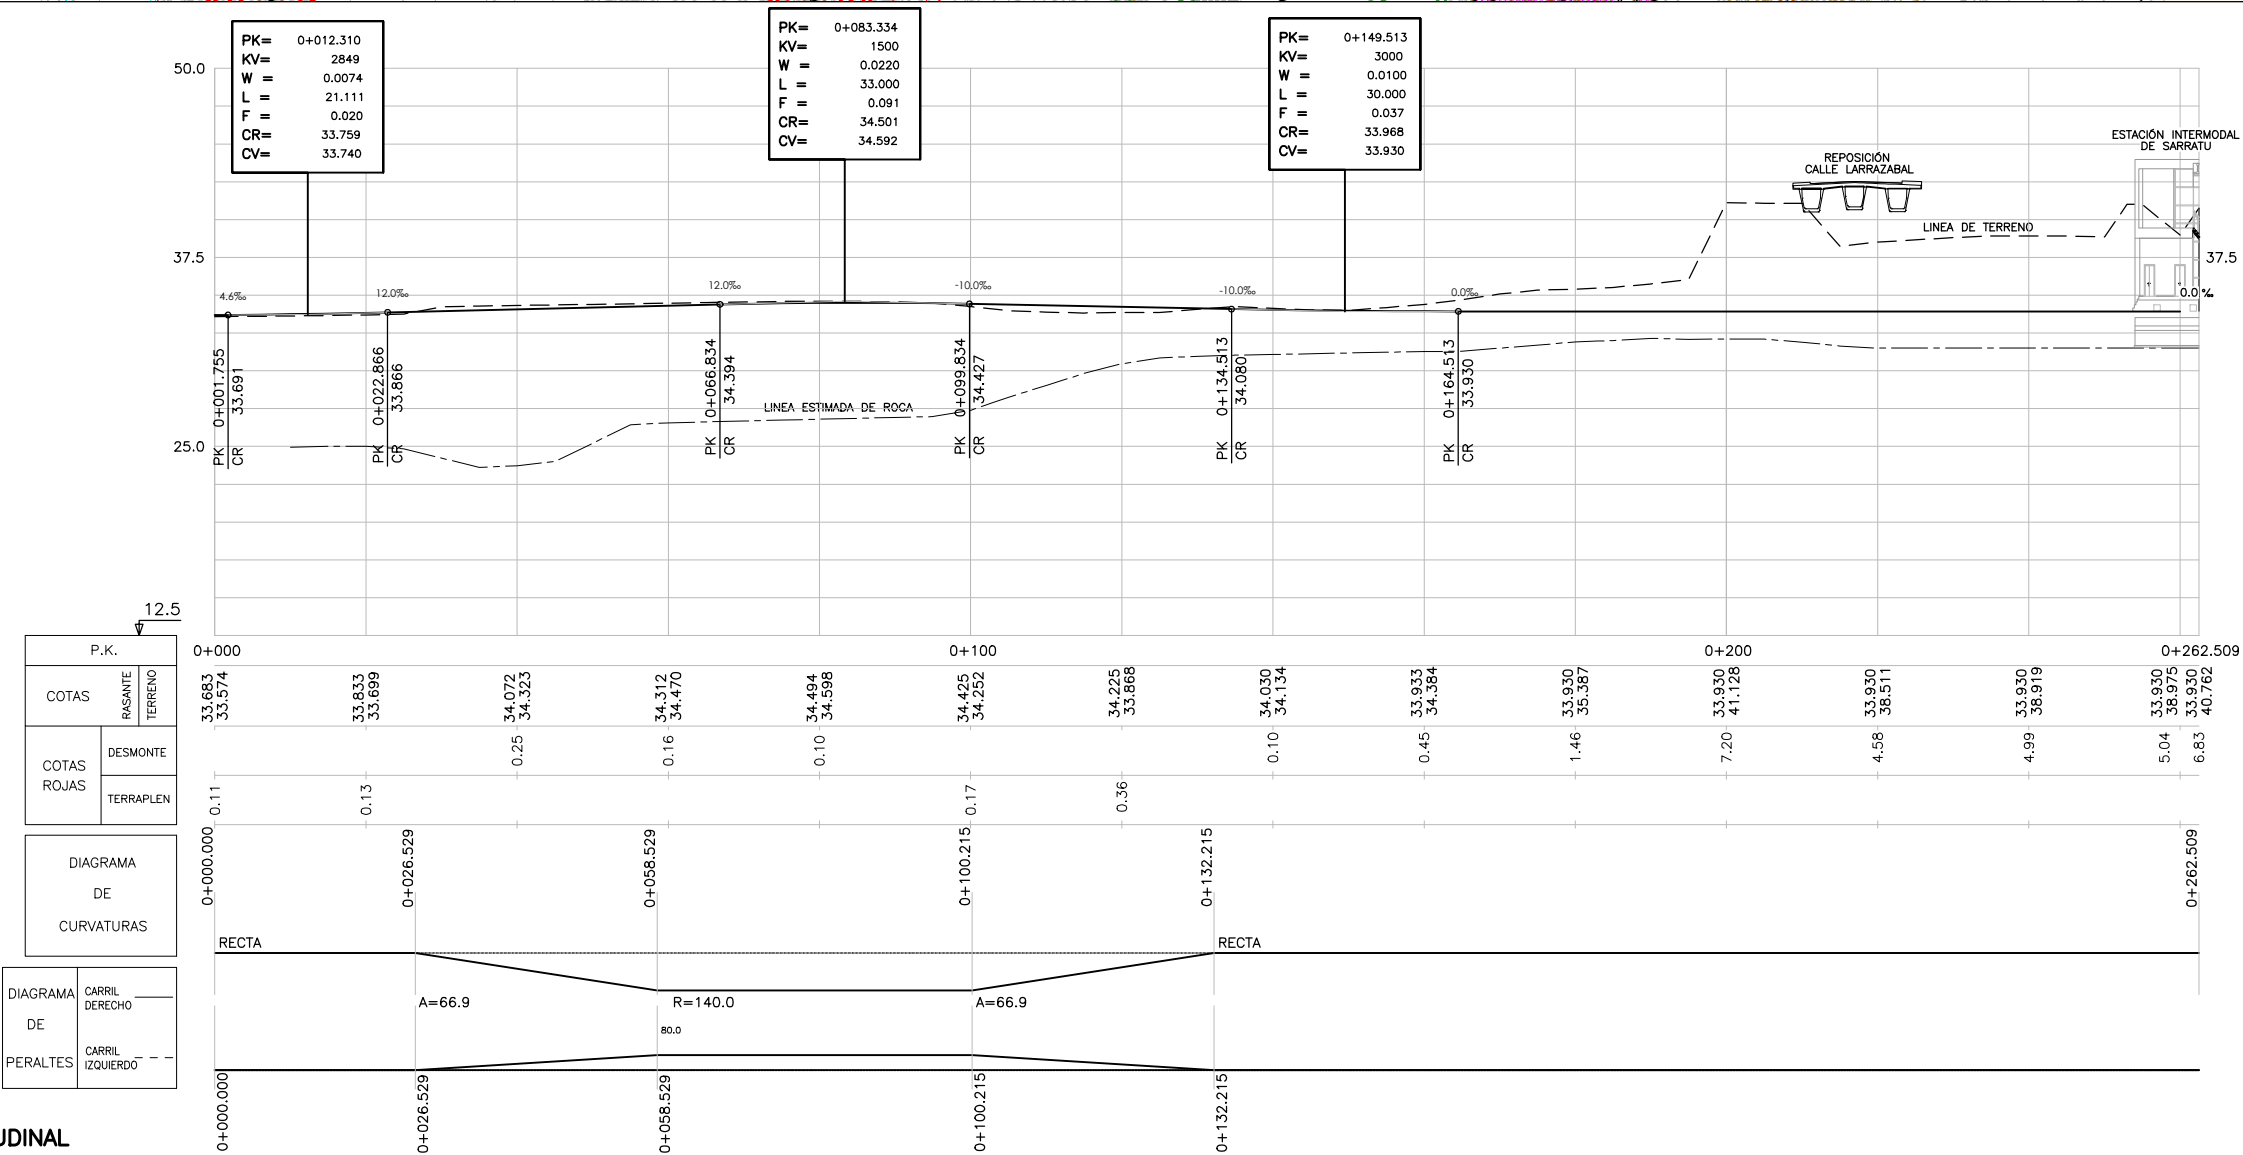 PK= 0+012.310
KV= 2849
W = 0.0074
L = 21.111
F = 0.020
CR= 33.759
CV= 33.740
PK= 0+083.334
KV= 1500
W = 0.0220
L = 33.000
F = 0.091
CR= 34.501
CV= 34.592
PK= 0+149.513
KV= 3000
W = 0.0100
L = 30.000
F = 0.037
CR= 33.968
CV= 33.930
50.0
37.5
25.0
12.5
37.5
ESTACIÓN INTERMODAL
DE SARRATU
REPOSICIÓN
CALLE LARRAZABAL
LINEA DE TERRENO
LINEA ESTIMADA DE ROCA
4.6‰
12.0‰
12.0‰
-10.0‰
-10.0‰
0.0‰
0.0‰
PK 0+001.755
CR 33.691
PK 0+022.866
CR 33.866
PK 0+066.834
CR 34.394
PK 0+099.834
CR 34.427
PK 0+134.513
CR 34.080
PK 0+164.513
CR 33.930
P.K.
0+000
0+100
0+200
0+262.509
COTAS
RASANTE
TERRENO
33.683
33.574
33.833
33.699
34.072
34.323
34.312
34.470
34.494
34.598
34.425
34.252
34.225
33.868
34.030
34.134
33.933
34.384
33.930
35.387
33.930
41.128
33.930
38.511
33.930
38.919
33.930
38.975
33.930
40.762
COTAS
ROJAS
DESMONTE
0.25
0.16
0.10
0.10
0.45
1.46
7.20
4.58
4.99
5.04
6.83
TERRAPLEN
0.11
0.13
0.17
0.36
DIAGRAMA
DE
CURVATURAS
0+000.000
0+026.529
0+058.529
0+100.215
0+132.215
0+262.509
RECTA
RECTA
A=66.9
R=140.0
A=66.9
DIAGRAMA
DE
PERALTES
CARRIL
DERECHO
CARRIL
IZQUIERDO
80.0
0+000.000
0+026.529
0+058.529
0+100.215
0+132.215
UDINAL